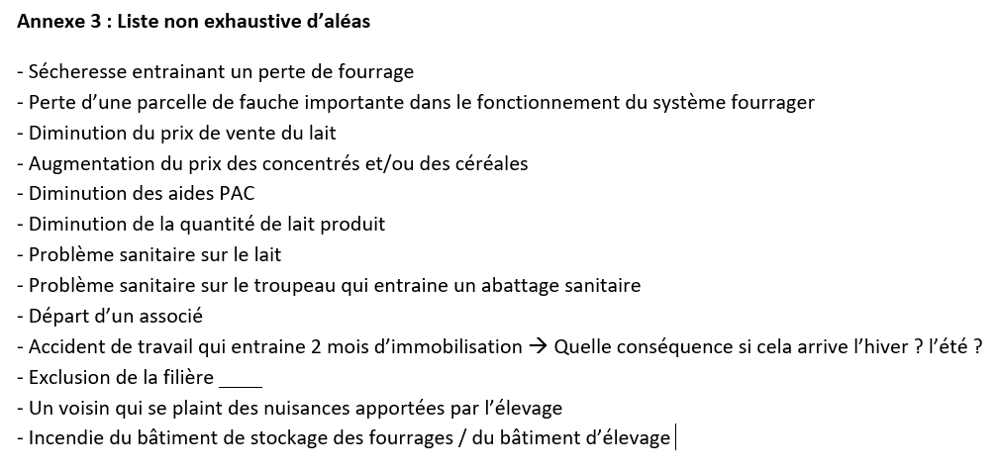 Annexe 3 : Liste non exhaustive d’aléas
- Sécheresse entrainant un perte de fourrage
- Perte d’une parcelle de fauche importante dans le fonctionnement du système fourrager
- Diminution du prix de vente du lait
- Augmentation du prix des concentrés et/ou des céréales
- Diminution des aides PAC
- Diminution de la quantité de lait produit
- Problème sanitaire sur le lait
- Problème sanitaire sur le troupeau qui entraine un abattage sanitaire
- Départ d’un associé
- Accident de travail qui entraine 2 mois d’immobilisation → Quelle conséquence si cela arrive l’hiver ? l’été ?
- Exclusion de la filière ____
- Un voisin qui se plaint des nuisances apportées par l’élevage
- Incendie du bâtiment de stockage des fourrages / du bâtiment d’élevage